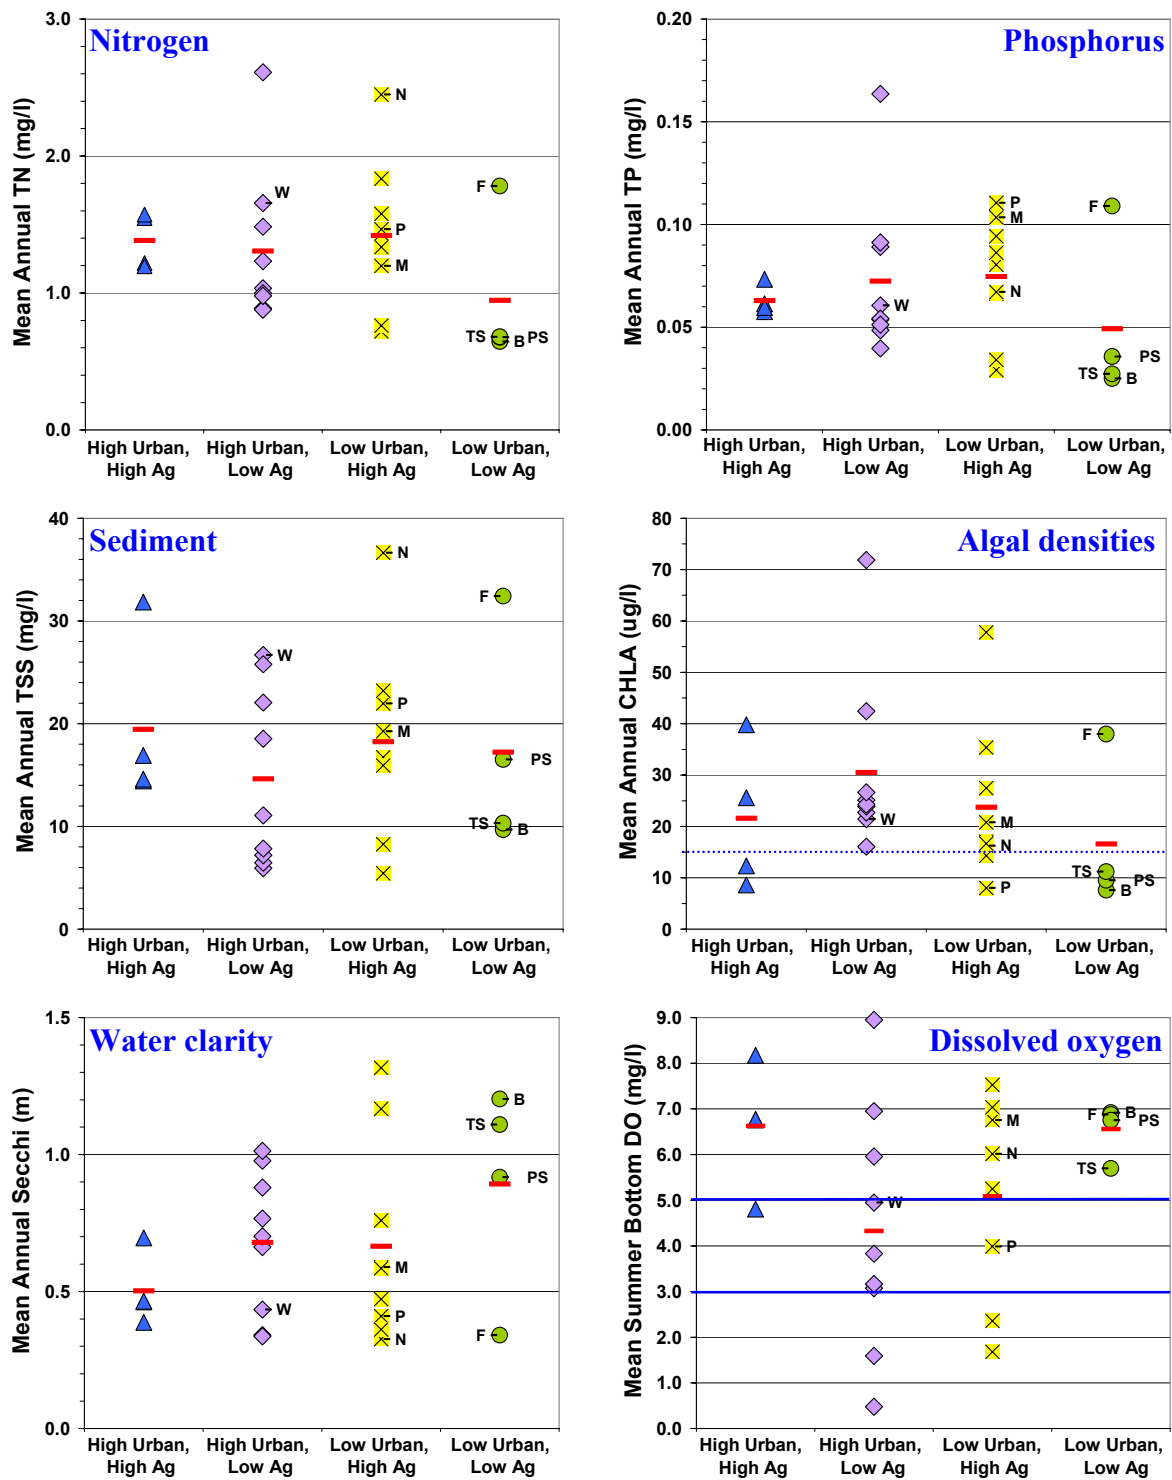 Nitrogen
Mean Annual TN (mg/l)
3.0
2.0
1.0
0.0
W
N
P
M
F
TS
PS
B
High Urban,
High Ag
High Urban,
Low Ag
Low Urban,
High Ag
Low Urban,
Low Ag
Phosphorus
Mean Annual TP (mg/l)
0.20
0.15
0.10
0.05
0.00
W
P
M
N
F
PS
TS
B
High Urban,
High Ag
High Urban,
Low Ag
Low Urban,
High Ag
Low Urban,
Low Ag
Sediment
Mean Annual TSS (mg/l)
40
30
20
10
0
W
N
P
M
F
PS
TS
B
High Urban,
High Ag
High Urban,
Low Ag
Low Urban,
High Ag
Low Urban,
Low Ag
Algal densities
Mean Annual CHLA (ug/l)
80
70
60
50
40
30
20
10
0
W
M
N
P
F
TS
PS
B
High Urban,
High Ag
High Urban,
Low Ag
Low Urban,
High Ag
Low Urban,
Low Ag
Water clarity
Mean Annual Secchi (m)
1.5
1.0
0.5
0.0
W
M
P
N
B
TS
PS
F
High Urban,
High Ag
High Urban,
Low Ag
Low Urban,
High Ag
Low Urban,
Low Ag
Dissolved oxygen
Mean Summer Bottom DO (mg/l)
9.0
8.0
7.0
6.0
5.0
4.0
3.0
2.0
1.0
0.0
W
M
N
P
F
B
PS
TS
High Urban,
High Ag
High Urban,
Low Ag
Low Urban,
High Ag
Low Urban,
Low Ag